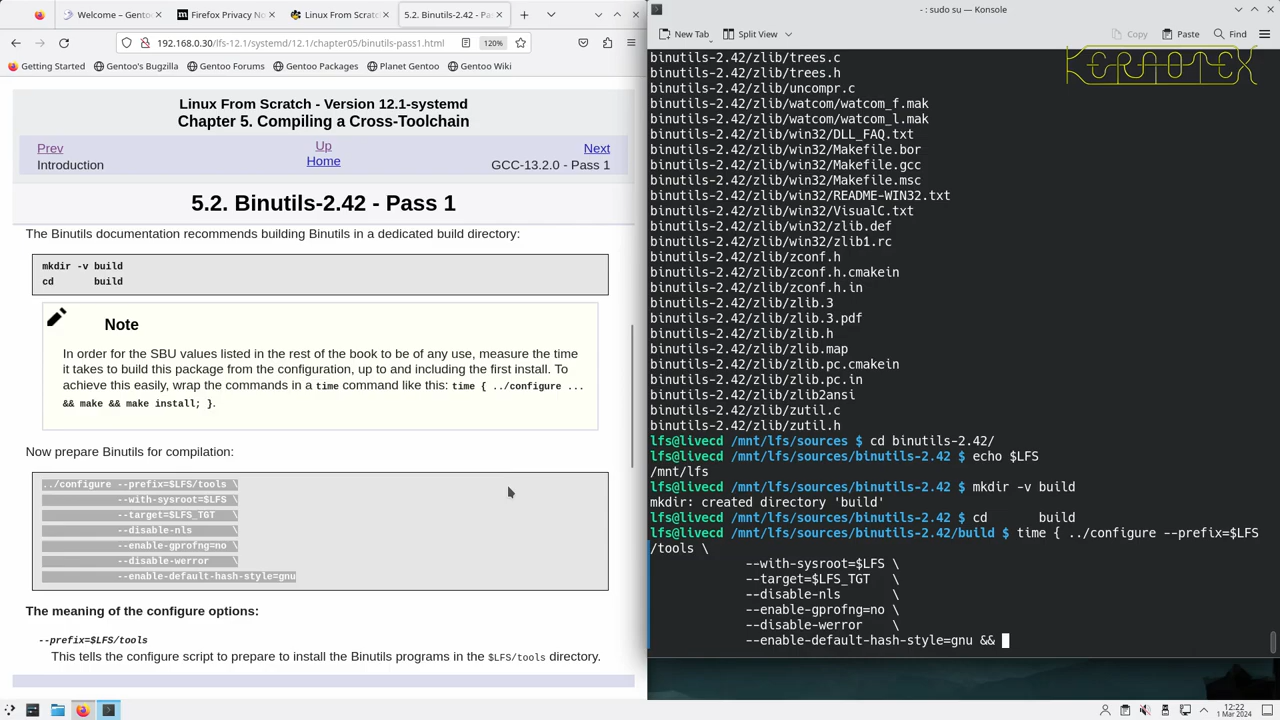 Welcome – Gentoo
Firefox Privacy No
Linux From Scratch
5.2. Binutils-2.42 - Pass 1
192.168.0.30/lfs-12.1/systemd/12.1/chapter05/binutils-pass1.html
120%
Getting Started
Gentoo's Bugzilla
Gentoo Forums
Gentoo Packages
Planet Gentoo
Gentoo Wiki
Linux From Scratch - Version 12.1-systemd
Chapter 5. Compiling a Cross-Toolchain
Prev
Up
Next
Introduction
Home
GCC-13.2.0 - Pass 1
5.2. Binutils-2.42 - Pass 1
The Binutils documentation recommends building Binutils in a dedicated build directory:
mkdir -v build
cd       build
Note
In order for the SBU values listed in the rest of the book to be of any use, measure the time
it takes to build this package from the configuration, up to and including the first install. To
achieve this easily, wrap the commands in a time command like this: time { ../configure ...
&& make && make install; }.
Now prepare Binutils for compilation:
../configure --prefix=$LFS/tools \
--with-sysroot=$LFS \
--target=$LFS_TGT   \
--disable-nls       \
--enable-gprofng=no \
--disable-werror    \
--enable-default-hash-style=gnu
The meaning of the configure options:
--prefix=$LFS/tools
This tells the configure script to prepare to install the Binutils programs in the $LFS/tools directory.
- : sudo su — Konsole
New Tab
Split View
Copy
Paste
Find
KERNOTEX
binutils-2.42/zlib/trees.c
binutils-2.42/zlib/trees.h
binutils-2.42/zlib/uncompr.c
binutils-2.42/zlib/watcom/watcom_f.mak
binutils-2.42/zlib/watcom/watcom_l.mak
binutils-2.42/zlib/win32/DLL_FAQ.txt
binutils-2.42/zlib/win32/Makefile.bor
binutils-2.42/zlib/win32/Makefile.gcc
binutils-2.42/zlib/win32/Makefile.msc
binutils-2.42/zlib/win32/README-WIN32.txt
binutils-2.42/zlib/win32/VisualC.txt
binutils-2.42/zlib/win32/zlib.def
binutils-2.42/zlib/win32/zlib1.rc
binutils-2.42/zlib/zconf.h
binutils-2.42/zlib/zconf.h.cmakein
binutils-2.42/zlib/zconf.h.in
binutils-2.42/zlib/zlib.3
binutils-2.42/zlib/zlib.3.pdf
binutils-2.42/zlib/zlib.h
binutils-2.42/zlib/zlib.map
binutils-2.42/zlib/zlib.pc.cmakein
binutils-2.42/zlib/zlib.pc.in
binutils-2.42/zlib/zlib2ansi
binutils-2.42/zlib/zutil.c
binutils-2.42/zlib/zutil.h
lfs@livecd /mnt/lfs/sources $ cd binutils-2.42/
lfs@livecd /mnt/lfs/sources/binutils-2.42 $ echo $LFS
/mnt/lfs
lfs@livecd /mnt/lfs/sources/binutils-2.42 $ mkdir -v build
mkdir: created directory 'build'
lfs@livecd /mnt/lfs/sources/binutils-2.42 $ cd      build
lfs@livecd /mnt/lfs/sources/binutils-2.42/build $ time { ../configure --prefix=$LFS
/tools \
--with-sysroot=$LFS \
--target=$LFS_TGT   \
--disable-nls       \
--enable-gprofng=no \
--disable-werror    \
--enable-default-hash-style=gnu &&
12:22
1 Mar 2024